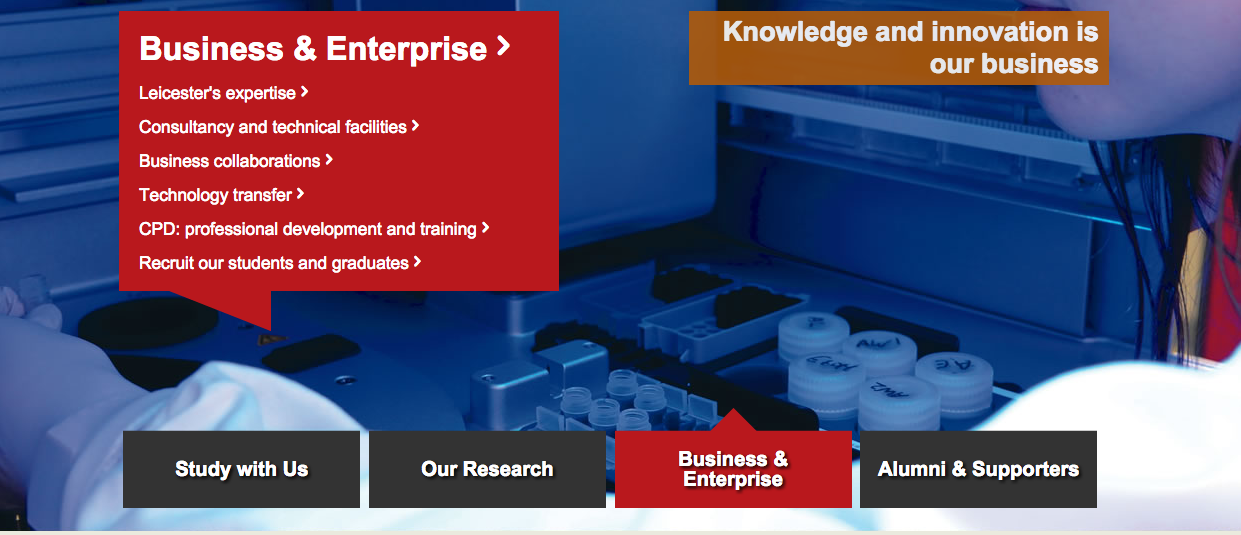 Business & Enterprise
Knowledge and innovation is
our business
Leicester's expertise
Consultancy and technical facilities
Business collaborations
Technology transfer
CPD: professional development and training
Recruit our students and graduates
Study with Us
Our Research
Business &
Enterprise
Alumni & Supporters